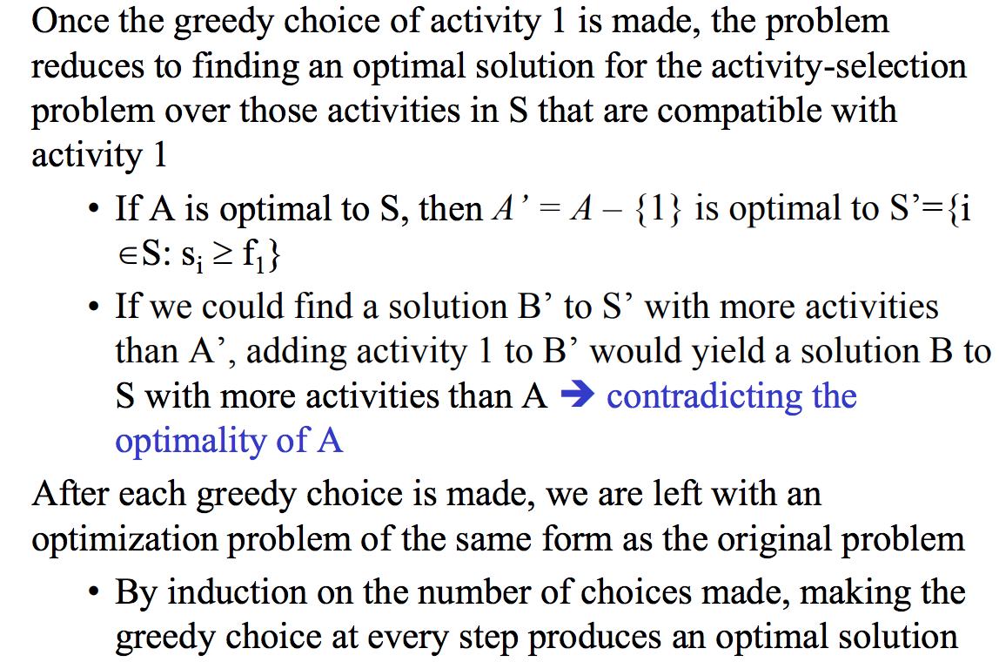 Once the greedy choice of activity 1 is made, the problem
reduces to finding an optimal solution for the activity-selection
problem over those activities in S that are compatible with
activity 1
• If A is optimal to S, then A’ = A – {1} is optimal to S’={i
∈S: sᵢ ≥ f₁}
• If we could find a solution B’ to S’ with more activities
than A’, adding activity 1 to B’ would yield a solution B to
S with more activities than A ➔ contradicting the
optimality of A
After each greedy choice is made, we are left with an
optimization problem of the same form as the original problem
• By induction on the number of choices made, making the
greedy choice at every step produces an optimal solution